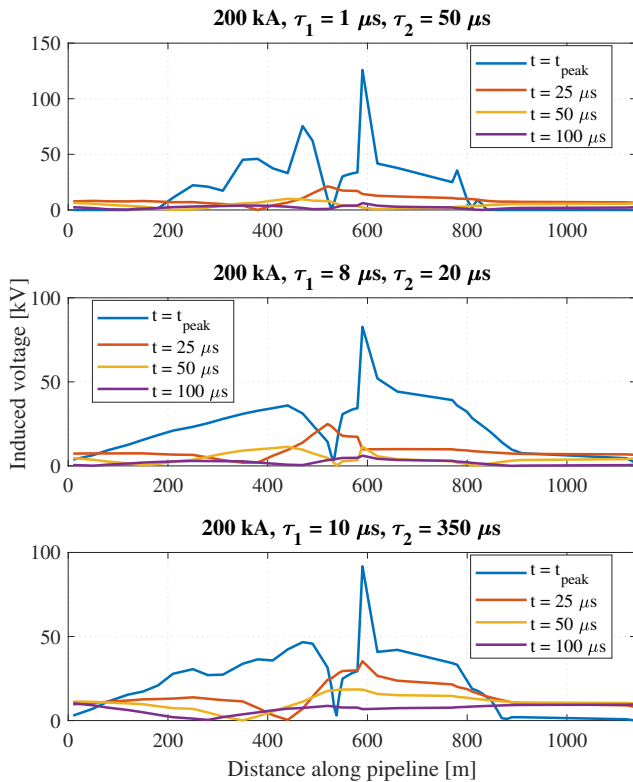 200 kA, τ1 = 1 μs, τ2 = 50 μs
150
100
50
0
t = tpeak
t = 25 μs
t = 50 μs
t = 100 μs
0 200 400 600 800 1000
200 kA, τ1 = 8 μs, τ2 = 20 μs
Induced voltage [kV]
100
50
0
t = tpeak
t = 25 μs
t = 50 μs
t = 100 μs
0 200 400 600 800 1000
200 kA, τ1 = 10 μs, τ2 = 350 μs
100
50
0
t = tpeak
t = 25 μs
t = 50 μs
t = 100 μs
0 200 400 600 800 1000
Distance along pipeline [m]